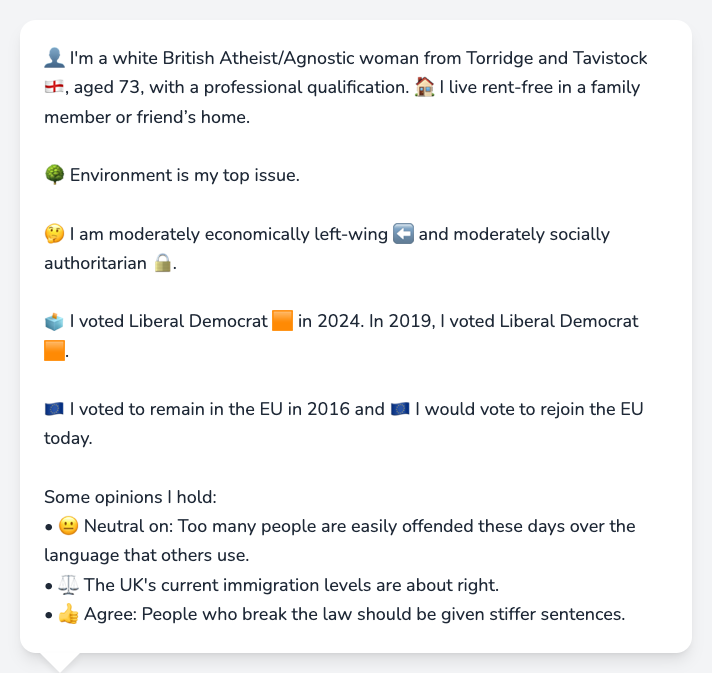 👤 I'm a white British Atheist/Agnostic woman from Torridge and Tavistock
🏴󠁧󠁢󠁥󠁮󠁧󠁿, aged 73, with a professional qualification. 🏠 I live rent-free in a family
member or friend’s home.
🌳 Environment is my top issue.
🤔 I am moderately economically left-wing ⬅️ and moderately socially
authoritarian 🔒.
🗳️ I voted Liberal Democrat 🟧 in 2024. In 2019, I voted Liberal Democrat
🟧.
🇪🇺 I voted to remain in the EU in 2016 and 🇪🇺 I would vote to rejoin the EU
today.
Some opinions I hold:
• 😐 Neutral on: Too many people are easily offended these days over the
language that others use.
• ⚖️ The UK's current immigration levels are about right.
• 👍 Agree: People who break the law should be given stiffer sentences.